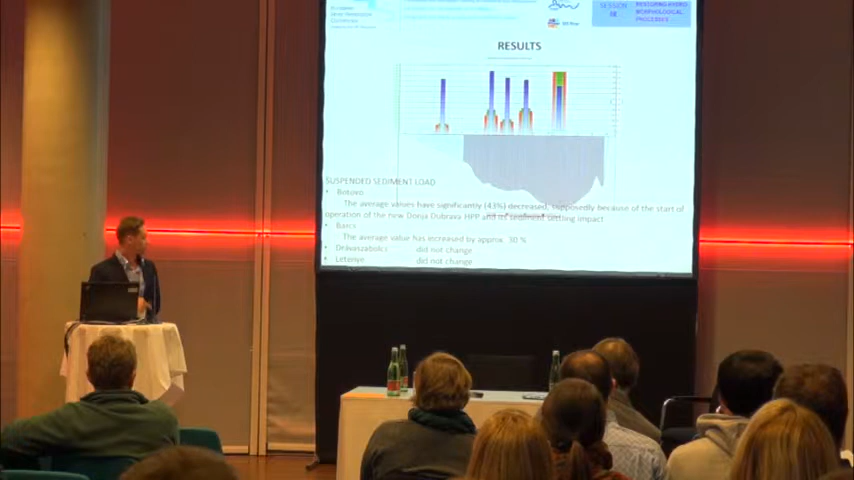 SESSION
RESTORING HYDRO
MORPHOLOGICAL
PROCESSES
RESULTS
SUSPENDED SEDIMENT LOAD
• Botovo
The average values have significantly (43%) decreased, supposedly because of the start of
operation of the new Donja Dubrava HPP and its sediment settling impact
• Barcs
The average value has increased by approx. 30 %
• Drávaszabolcs did not change
• Letenye did not change